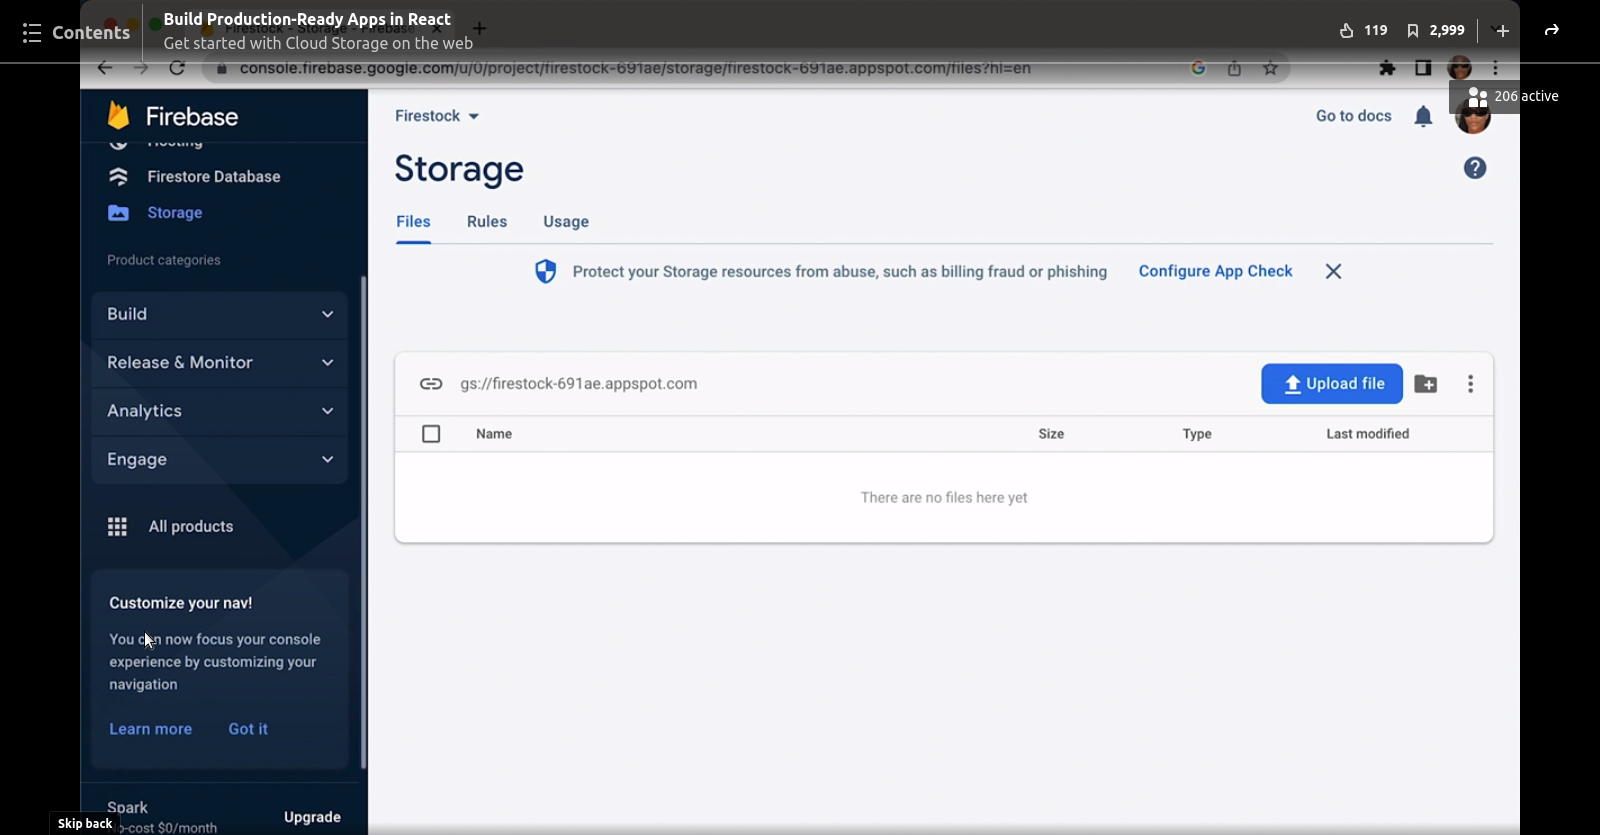 Contents
Build Production-Ready Apps in React
Get started with Cloud Storage on the web
119
2,999
console.firebase.google.com/u/0/project/firestock-691ae/storage/firestock-691ae.appspot.com/files?hl=en
206 active
Firebase
Hosting
Firestore Database
Storage
Product categories
Build
Release & Monitor
Analytics
Engage
All products
Customize your nav!
You can now focus your console
experience by customizing your
navigation
Learn more
Got it
Spark
No-cost $0/month
Upgrade
Skip back
Firestock
Go to docs
Storage
Files
Rules
Usage
Protect your Storage resources from abuse, such as billing fraud or phishing
Configure App Check
gs://firestock-691ae.appspot.com
Upload file
Name
Size
Type
Last modified
There are no files here yet